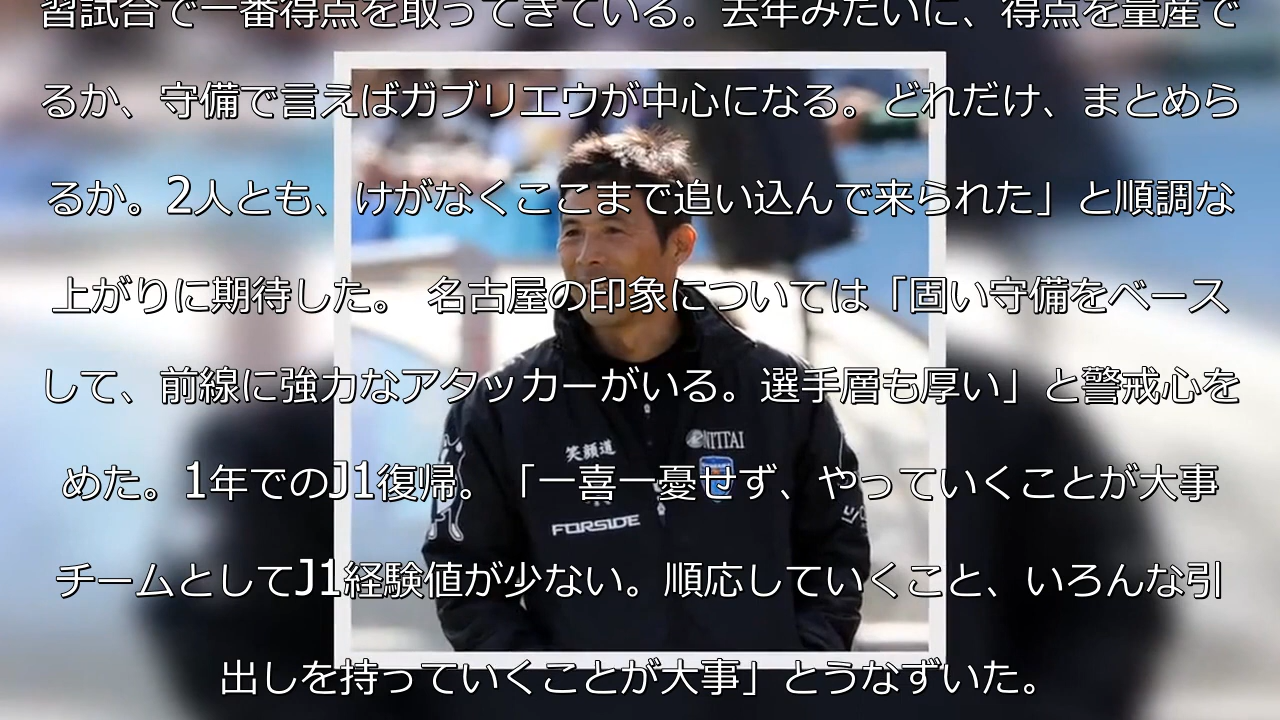 習試合で一番得点を取ってきている。去年みたいに、得点を量産で
るか、守備で言えばガブリエウが中心になる。どれだけ、まとめら
るか。2人とも、けがなくここまで追い込んで来られた」と順調な
上がりに期待した。 名古屋の印象については「固い守備をベース
して、前線に強力なアタッカーがいる。選手層も厚い」と警戒心を
めた。1年でのJ1復帰。「一喜一憂せず、やっていくことが大事
チームとしてJ1経験値が少ない。順応していくこと、いろんな引
出しを持っていくことが大事」とうなずいた。
笑顔道
NITTAI
FORSIDE